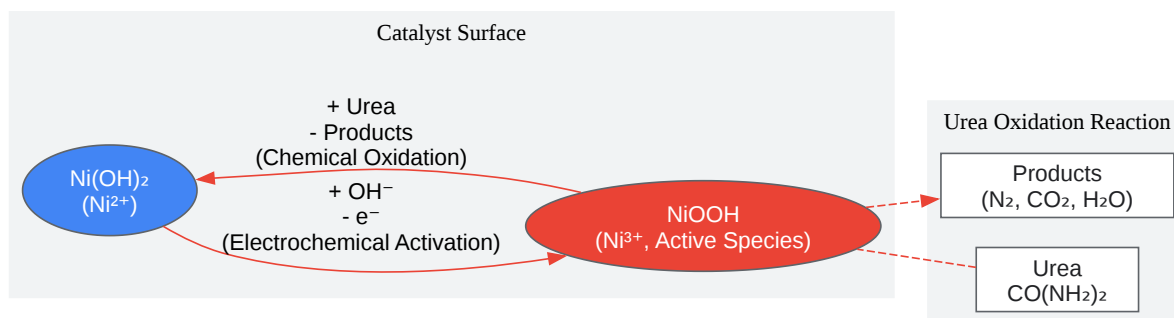 Catalyst Surface
+ Urea
- Products
(Chemical Oxidation)
Ni(OH)₂
(Ni²⁺)
+ OH⁻
- e⁻
(Electrochemical Activation)
NiOOH
(Ni³⁺, Active Species)
Urea Oxidation Reaction
Products
(N₂, CO₂, H₂O)
Urea
CO(NH₂)₂